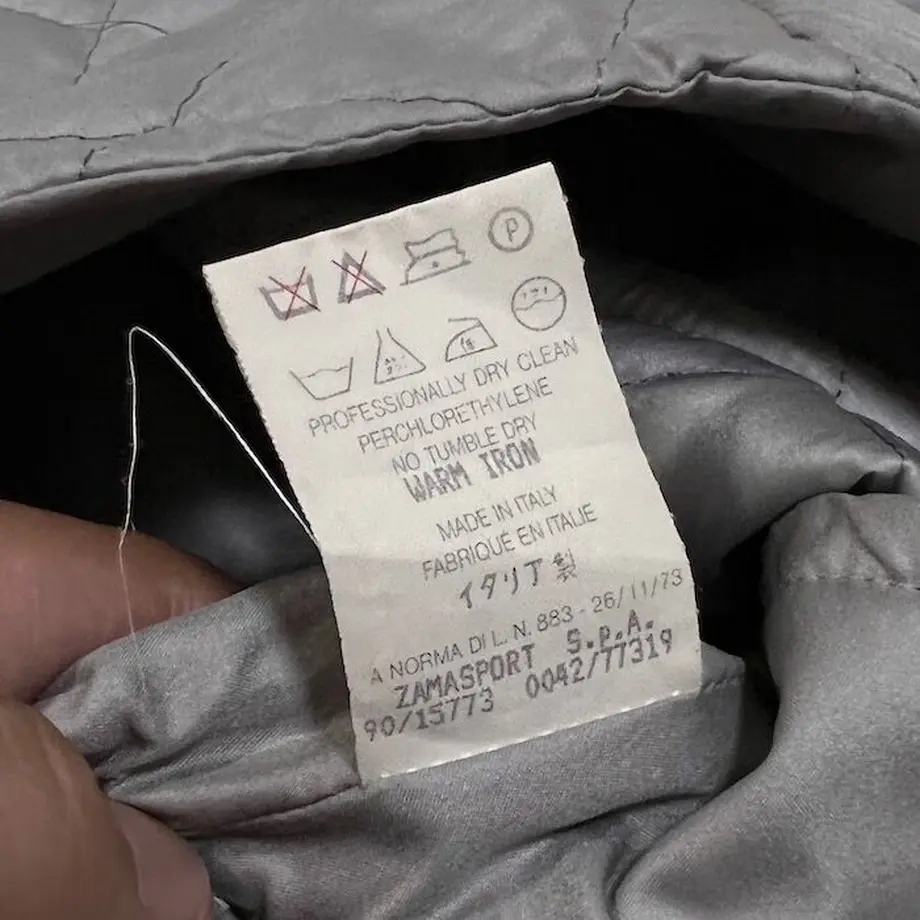 P
PROFESSIONALLY DRY CLEAN
PERCHLORETHYLENE
NO TUMBLE DRY
WARM IRON
MADE IN ITALY
FABRIQUE EN ITALIE
イタリア製
A NORMA DI L. N. 883 - 26/11/73
ZAMASPORT S.p.A.
90/15773 0042/77319